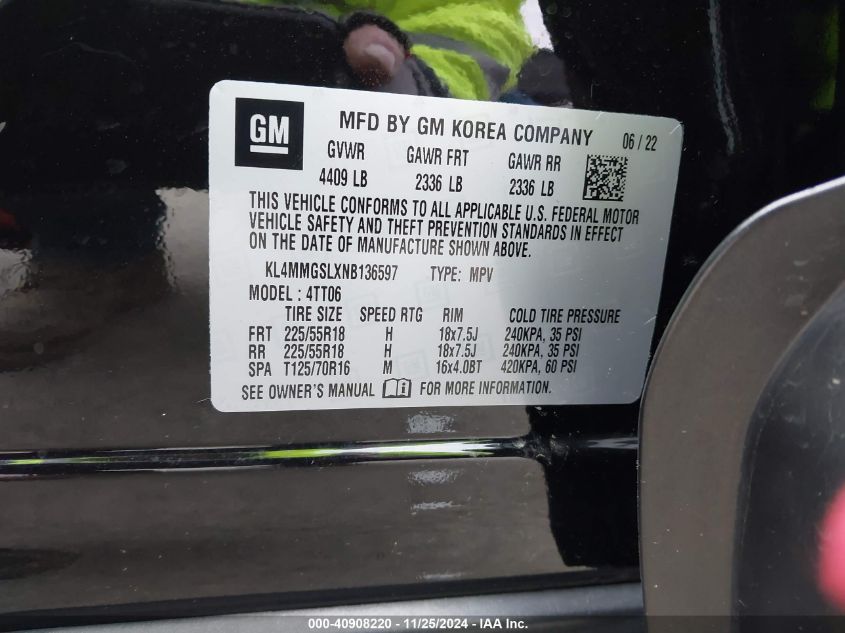 GM
MFD BY GM KOREA COMPANY 06 / 22
GVWR GAWR FRT GAWR RR
4409 LB 2336 LB 2336 LB
THIS VEHICLE CONFORMS TO ALL APPLICABLE U.S. FEDERAL MOTOR
VEHICLE SAFETY AND THEFT PREVENTION STANDARDS IN EFFECT
ON THE DATE OF MANUFACTURE SHOWN ABOVE.
KL4MMGSLXNB136597 TYPE: MPV
MODEL : 4TT06
TIRE SIZE SPEED RTG RIM COLD TIRE PRESSURE
FRT 225/55R18 H 18x7.5J 240KPA, 35 PSI
RR 225/55R18 H 18x7.5J 240KPA, 35 PSI
SPA T125/70R16 M 16x4.0BT 420KPA, 60 PSI
SEE OWNER'S MANUAL FOR MORE INFORMATION.
000-40908220 - 11/25/2024 - IAA Inc.